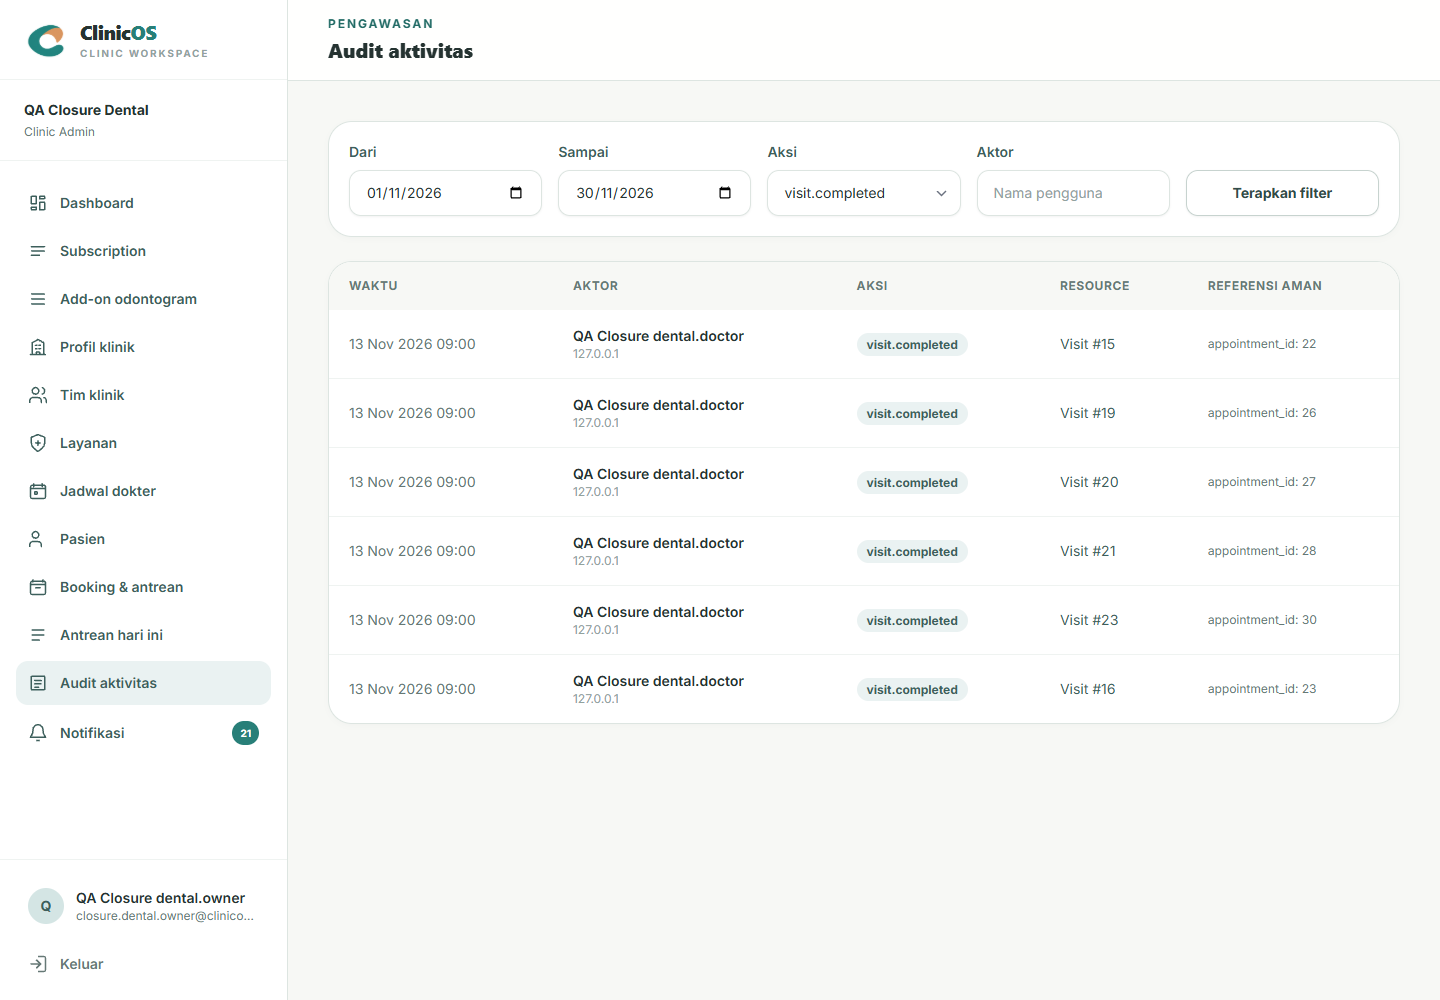 ClinicOS
CLINIC WORKSPACE
QA Closure Dental
Clinic Admin
Dashboard
Subscription
Add-on odontogram
Profil klinik
Tim klinik
Layanan
Jadwal dokter
Pasien
Booking & antrean
Antrean hari ini
Audit aktivitas
Notifikasi 21
Q
QA Closure dental.owner
closure.dental.owner@clinico...
Keluar
PENGAWASAN
Audit aktivitas
Dari Sampai Aksi Aktor
01/11/2026 30/11/2026 visit.completed Nama pengguna Terapkan filter
WAKTU AKTOR AKSI RESOURCE REFERENSI AMAN
13 Nov 2026 09:00 QA Closure dental.doctor visit.completed Visit #15 appointment_id: 22
127.0.0.1
13 Nov 2026 09:00 QA Closure dental.doctor visit.completed Visit #19 appointment_id: 26
127.0.0.1
13 Nov 2026 09:00 QA Closure dental.doctor visit.completed Visit #20 appointment_id: 27
127.0.0.1
13 Nov 2026 09:00 QA Closure dental.doctor visit.completed Visit #21 appointment_id: 28
127.0.0.1
13 Nov 2026 09:00 QA Closure dental.doctor visit.completed Visit #23 appointment_id: 30
127.0.0.1
13 Nov 2026 09:00 QA Closure dental.doctor visit.completed Visit #16 appointment_id: 23
127.0.0.1